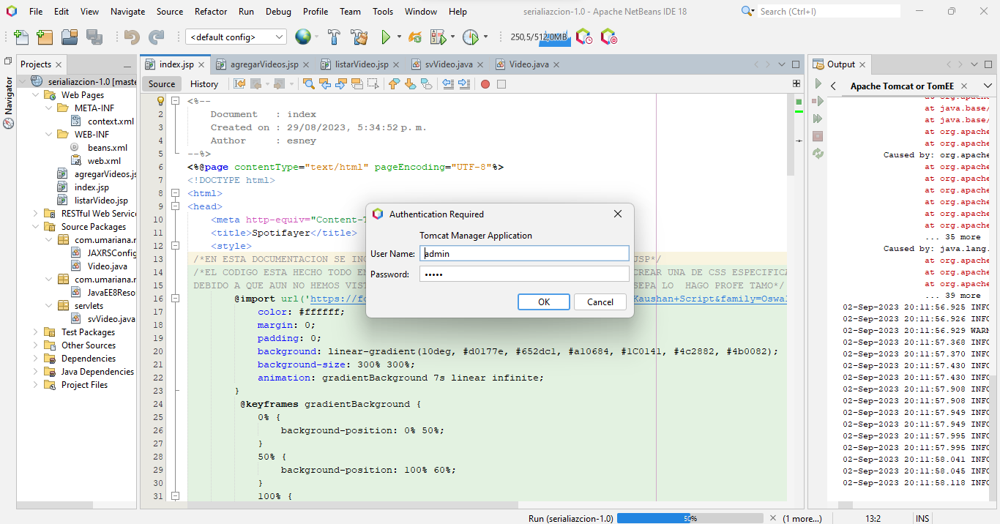 File Edit View Navigate Source Refactor Run Debug Profile Team Tools Window Help
serialiazcion-1.0 - Apache NetBeans IDE 18
Search (Ctrl+I)
<default config>
250,5/512,0MB
Navigator
Projects
serialiazcion-1.0 [maste
Web Pages
META-INF
context.xml
WEB-INF
beans.xml
web.xml
agregarVideos.js
index.jsp
listarVideo.jsp
RESTful Web Servic
Source Packages
com.umariana.r
JAXRSConfig
Video.java
com.umariana.r
JavaEE8Reso
servlets
svVideo.java
Test Packages
Other Sources
Dependencies
Java Dependencies
Project Files
index.jsp agregarVideos.jsp listarVideo.jsp svVideo.java Video.java
Source History
<%--
2 Document : index
3 Created on : 29/08/2023, 5:34:52 p. m.
4 Author : esney
5 --%>
6 <%@page contentType="text/html" pageEncoding="UTF-8"%>
7 <!DOCTYPE html>
8 <html>
9 <head>
10 <meta http-equiv="Content-T
11 <title>Spotifayer</title>
12 <style>
13 /*EN ESTA DOCUMENTACION SE INC JSP*/
14 /*EL CODIGO ESTA HECHO TODO EN CREAR UNA DE CSS ESPECIFICA
15 DEBIDO A QUE AUN NO HEMOS VIST SEPA LO HAGO PROFE TAMO*/
16 @import url('https://fo Kaushan+Script&family=Oswal
17 color: #ffffff;
18 margin: 0;
19 padding: 0;
20 background: linear-gradient(10deg, #d0177e, #652dc1, #a10684, #1C0141, #4c2882, #4b0082);
21 background-size: 300% 300%;
22 animation: gradientBackground 7s linear infinite;
23 }
24 @keyframes gradientBackground {
25 0% {
26 background-position: 0% 50%;
27 }
28 50% {
29 background-position: 100% 60%;
30 }
31 100% {
Authentication Required
Tomcat Manager Application
User Name: admin
Password: •••••
OK Cancel
Output
Apache Tomcat or TomEE
at java.base/
at java.base/
at org.apache
at org.apache
Caused by: org.apache
at org.apache
at org.apache
at org.apache
at org.apache
at org.apache
at org.apache
... 35 more
Caused by: java.lang.
at org.apache
at org.apache
at org.apache
... 39 more
02-Sep-2023 20:11:56.925 INFO
02-Sep-2023 20:11:56.926 INFO
02-Sep-2023 20:11:56.929 WARN
02-Sep-2023 20:11:57.368 INFO
02-Sep-2023 20:11:57.370 INFO
02-Sep-2023 20:11:57.430 INFO
02-Sep-2023 20:11:57.430 INFO
02-Sep-2023 20:11:57.908 INFO
02-Sep-2023 20:11:57.908 INFO
02-Sep-2023 20:11:57.949 INFO
02-Sep-2023 20:11:57.949 INFO
02-Sep-2023 20:11:57.995 INFO
02-Sep-2023 20:11:57.995 INFO
02-Sep-2023 20:11:58.041 INFO
02-Sep-2023 20:11:58.045 INFO
02-Sep-2023 20:11:58.118 INFO
Run (serialiazcion-1.0) 50% (1 more...) 13:2 INS